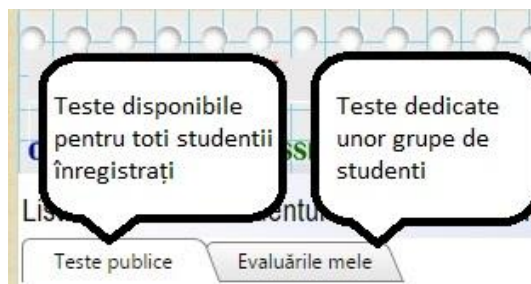 Teste disponibile
pentru toti studentii
înregistrați
Teste dedicate
unor grupe de
studenti
Teste publice
Evaluările mele